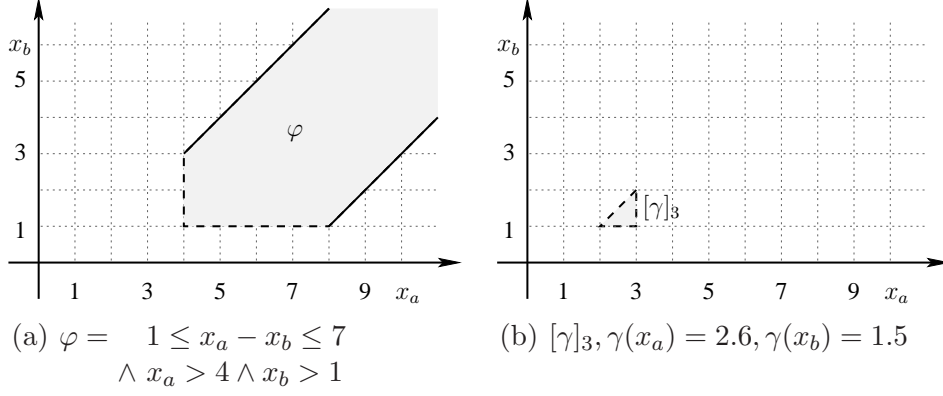 x_b
5
3
1
φ
1 3 5 7 9 x_a
x_b
5
3
1
[γ]_3
1 3 5 7 9 x_a
(a) φ = 1 ≤ x_a − x_b ≤ 7
∧ x_a > 4 ∧ x_b > 1
(b) [γ]_3, γ(x_a) = 2.6, γ(x_b) = 1.5